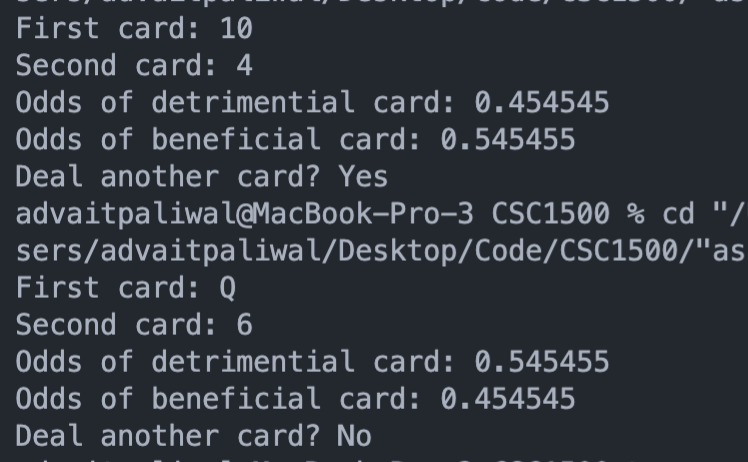 First card: 10
Second card: 4
Odds of detrimential card: 0.454545
Odds of beneficial card: 0.545455
Deal another card? Yes
advaitpaliwal@MacBook-Pro-3 CSC1500 % cd "/
sers/advaitpaliwal/Desktop/Code/CSC1500/"as
First card: Q
Second card: 6
Odds of detrimential card: 0.545455
Odds of beneficial card: 0.454545
Deal another card? No